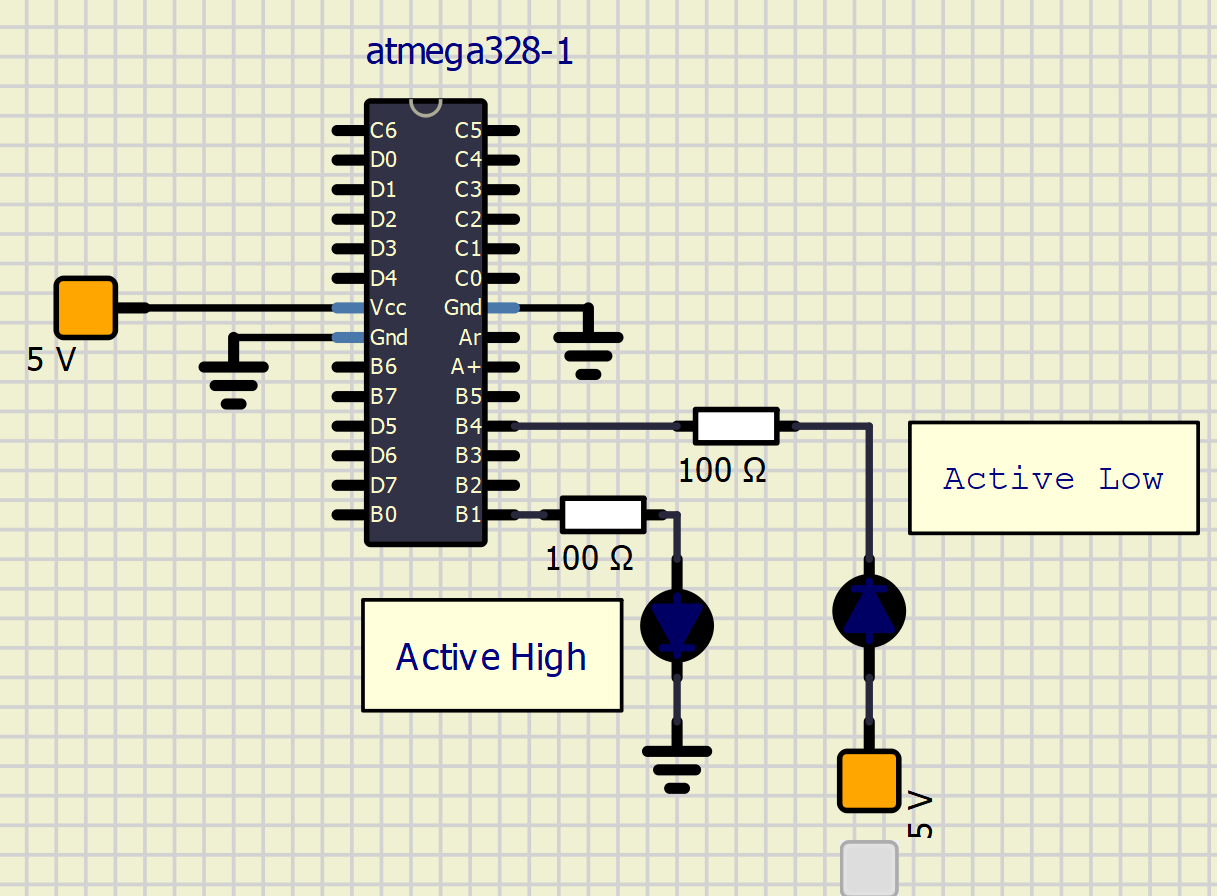 atmega328-1
C6 C5
D0 C4
D1 C3
D2 C2
D3 C1
D4 C0
Vcc Gnd
Gnd Ar
B6 A+
B7 B5
D5 B4
D6 B3
D7 B2
B0 B1
5 V
100 Ω
100 Ω
Active Low
Active High
5 V